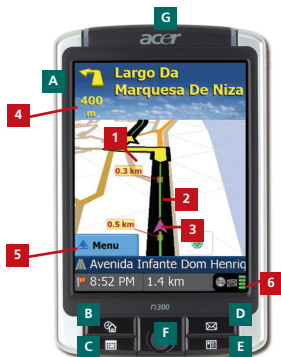 G
acer
A
Largo Da
Marquesa De Niza
400
m
4
1
0.3 km
2
3
0.5 km
5
Menu
Avenida Infante Dom Henriq
8:52 PM 1.4 km
6
n300
B
D
F
C
E